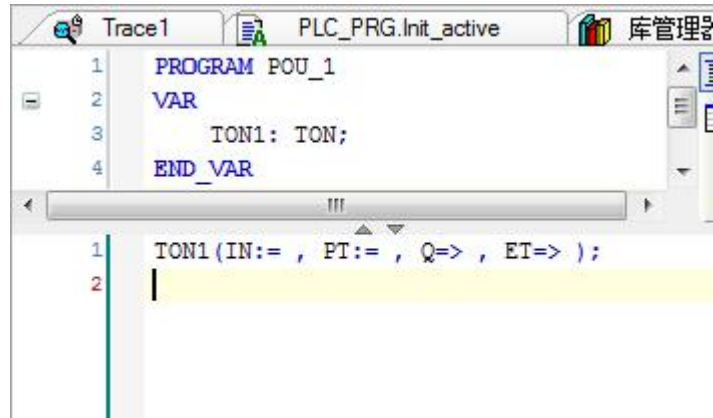 Trace1 PLC_PRG.Init_active 库管理器
1 PROGRAM POU_1
2 VAR
3 TON1: TON;
4 END_VAR
1 TON1(IN:= , PT:= , Q=> , ET=> );
2